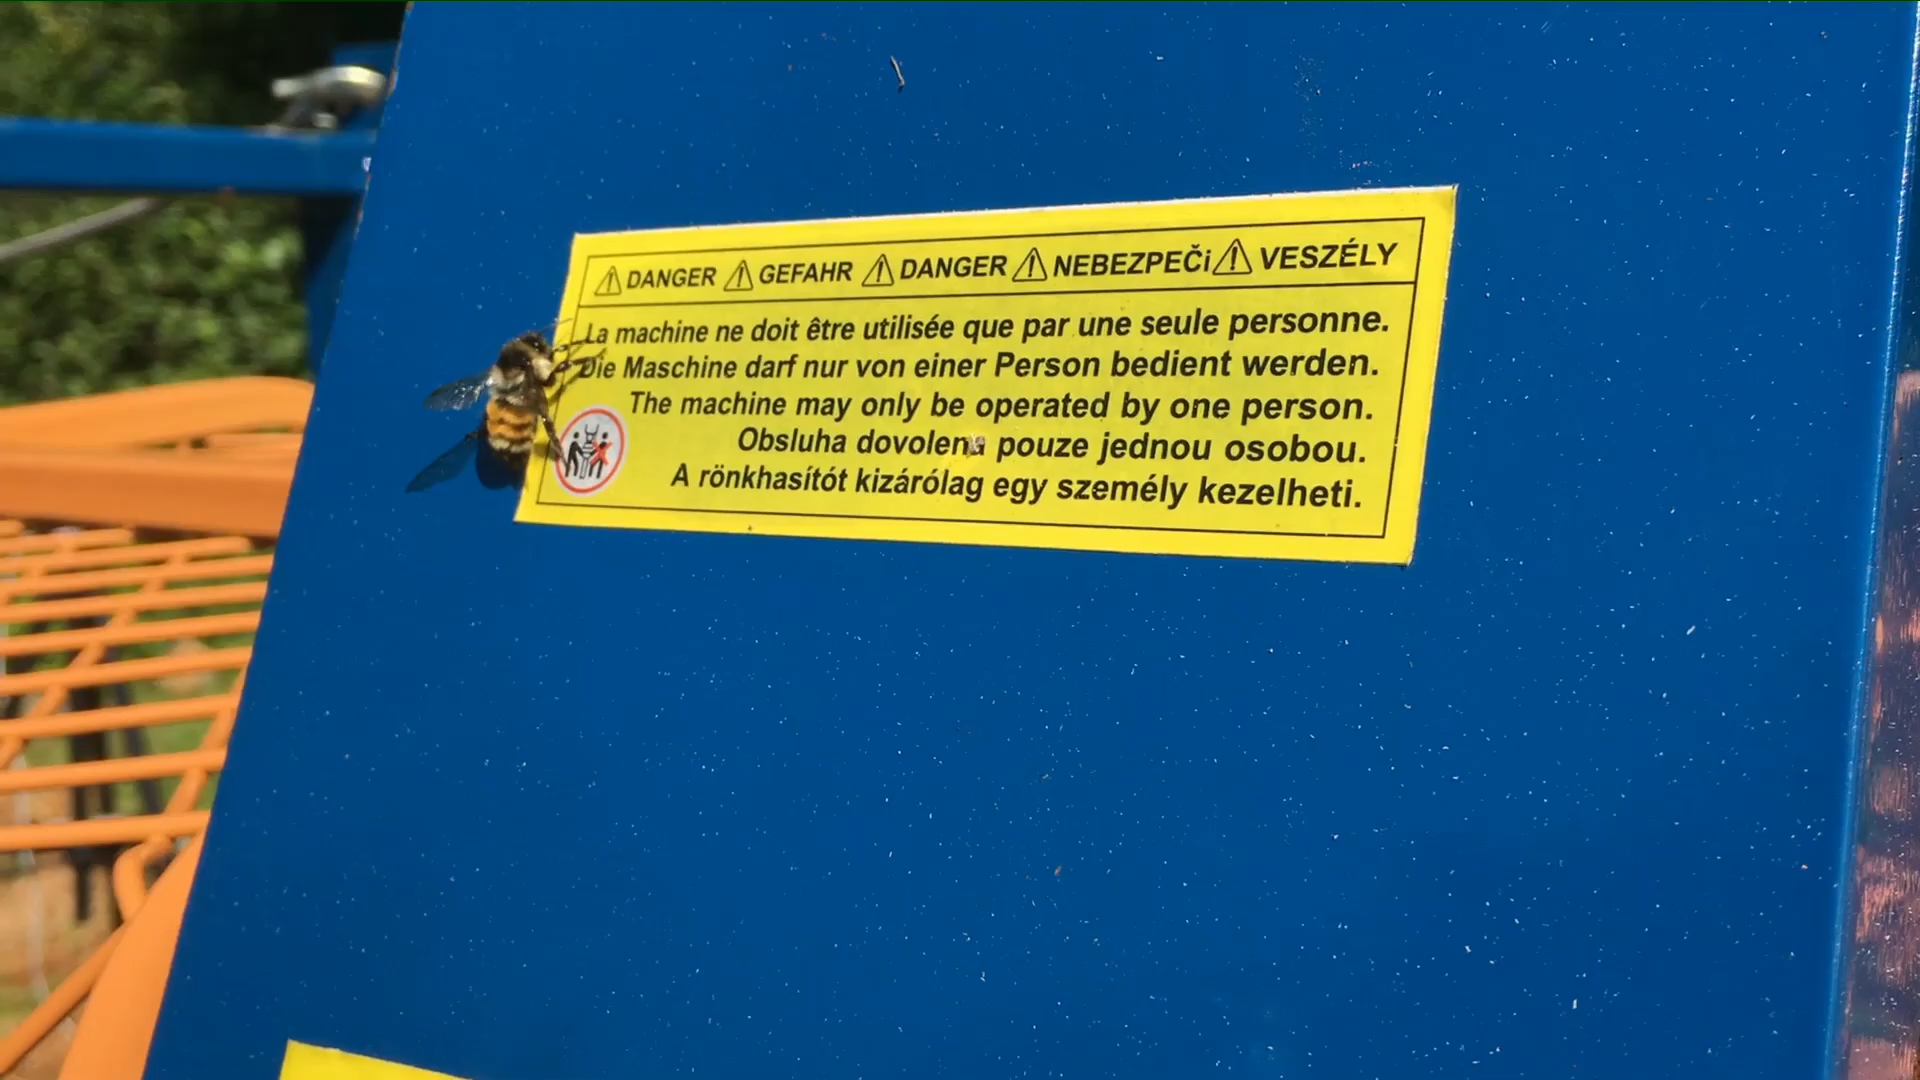 DANGER GEFAHR DANGER NEBEZPEČi VESZÉLY
La machine ne doit être utilisée que par une seule personne.
Die Maschine darf nur von einer Person bedient werden.
The machine may only be operated by one person.
Obsluha dovolena pouze jednou osobou.
A rönkhasítót kizárólag egy személy kezelheti.